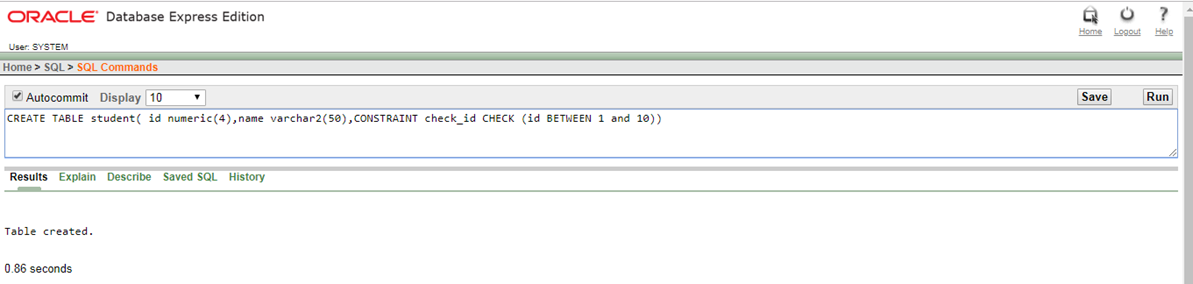 ORACLE® Database Express Edition
Home Logout Help
User: SYSTEM
Home > SQL > SQL Commands
Autocommit Display 10 Save Run
CREATE TABLE student( id numeric(4),name varchar2(50),CONSTRAINT check_id CHECK (id BETWEEN 1 and 10))
Results Explain Describe Saved SQL History
Table created.
0.86 seconds